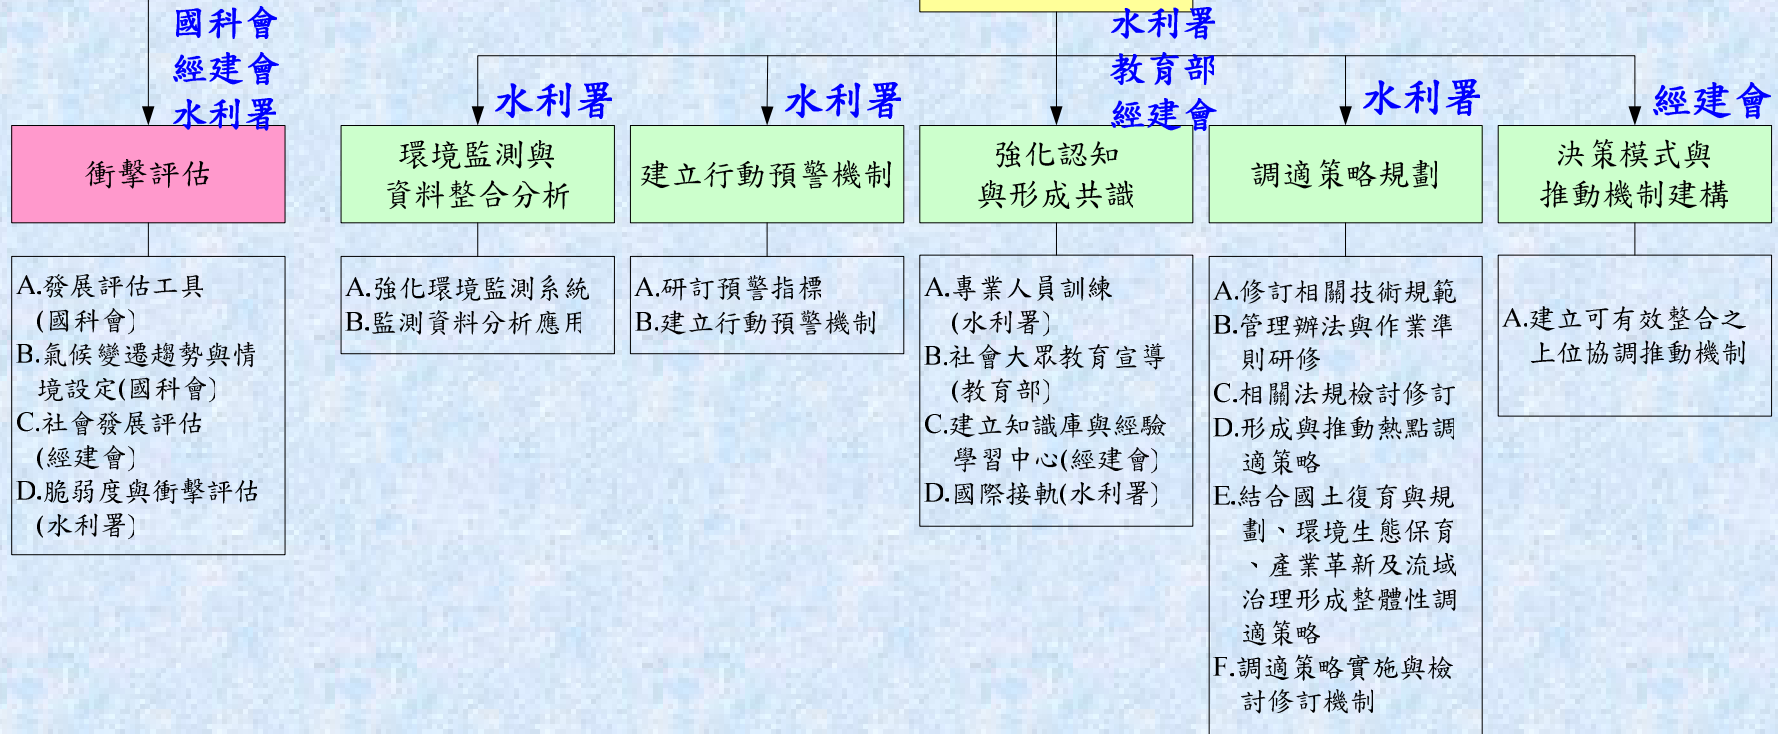 國科會
經建會
水利署
衝擊評估
A.發展評估工具
(國科會)
B.氣候變遷趨勢與情
境設定(國科會)
C.社會發展評估
(經建會)
D.脆弱度與衝擊評估
(水利署)
水利署
環境監測與
資料整合分析
A.強化環境監測系統
B.監測資料分析應用
水利署
建立行動預警機制
A.研訂預警指標
B.建立行動預警機制
水利署
教育部
經建會
強化認知
與形成共識
A.專業人員訓練
(水利署)
B.社會大眾教育宣導
(教育部)
C.建立知識庫與經驗
學習中心(經建會)
D.國際接軌(水利署)
水利署
調適策略規劃
A.修訂相關技術規範
B.管理辦法與作業準
則研修
C.相關法規檢討修訂
D.形成與推動熱點調
適策略
E.結合國土復育與規
劃、環境生態保育
、產業革新及流域
治理形成整體性調
適策略
F.調適策略實施與檢
討修訂機制
經建會
決策模式與
推動機制建構
A.建立可有效整合之
上位協調推動機制